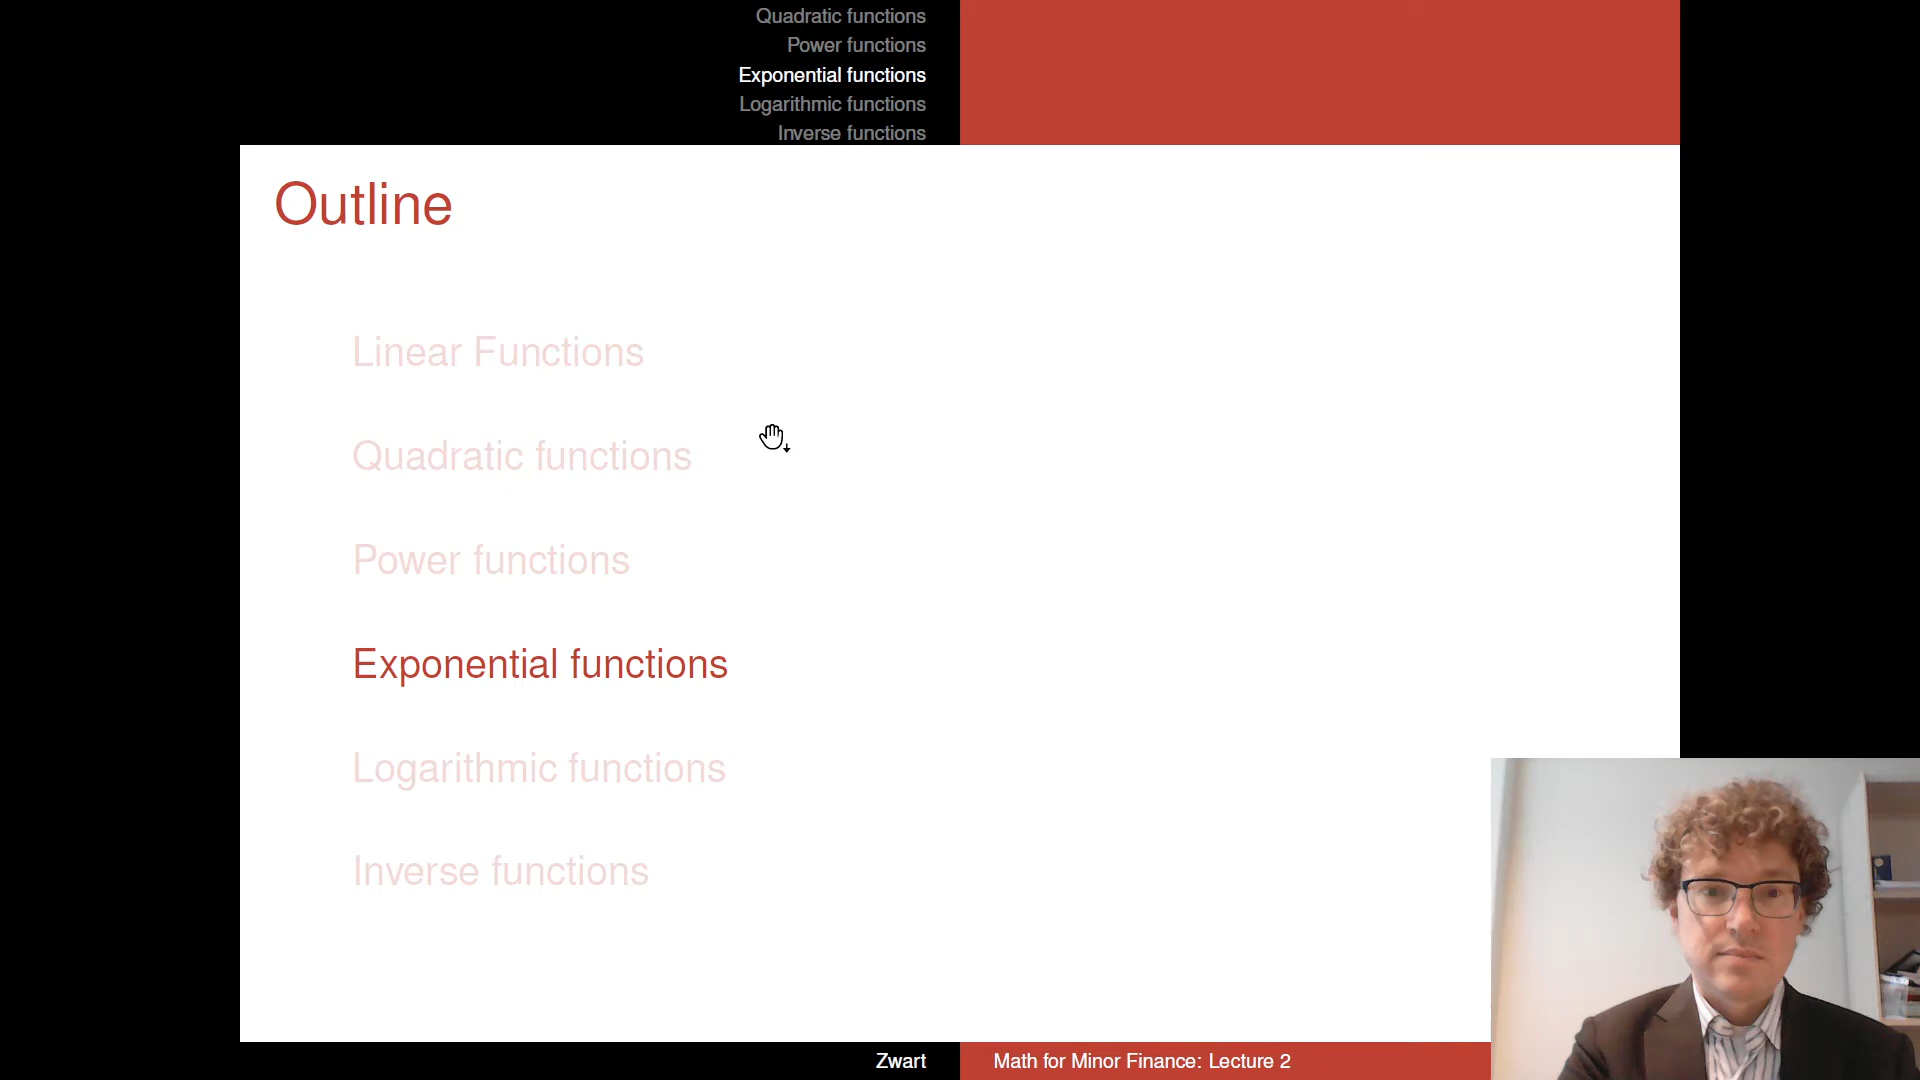 Quadratic functions
Power functions
Exponential functions
Logarithmic functions
Inverse functions
Outline
Linear Functions
Quadratic functions
Power functions
Exponential functions
Logarithmic functions
Inverse functions
Zwart
Math for Minor Finance: Lecture 2